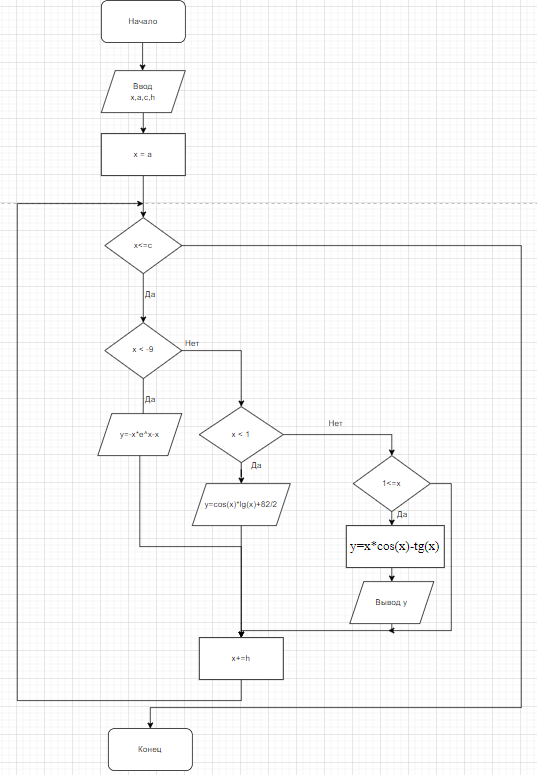 Начало
Ввод
x,a,c,h
x = a
x<=c
Да
x < -9
Нет
Да
y=-x*e^x-x
x < 1
Нет
Да
1<=x
y=cos(x)*lg(x)+82/2
Да
y=x*cos(x)-tg(x)
Вывод y
x+=h
Конец